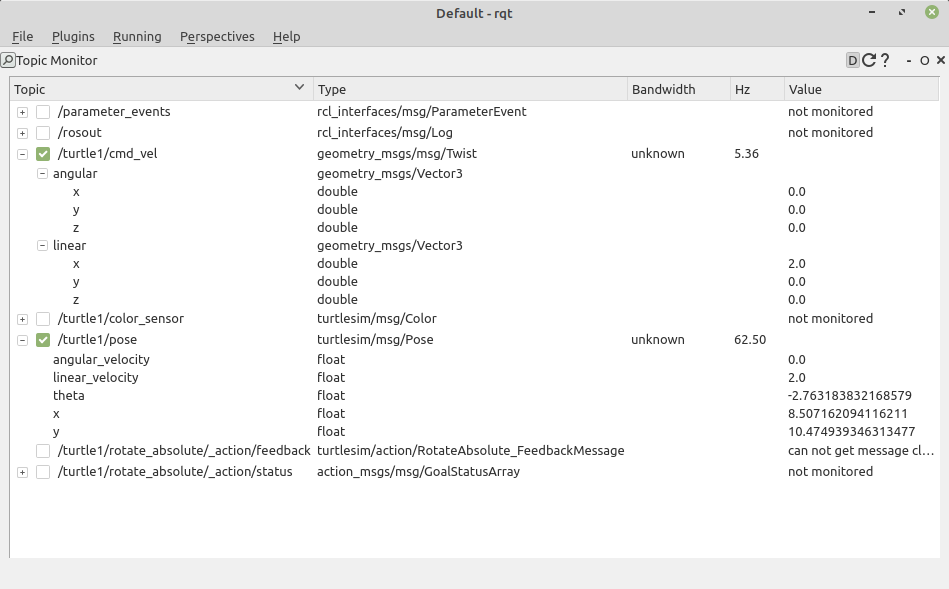 Default - rqt
File Plugins Running Perspectives Help
Topic Monitor D ? - O ×
Topic Type Bandwidth Hz Value
/parameter_events rcl_interfaces/msg/ParameterEvent not monitored
/rosout rcl_interfaces/msg/Log not monitored
/turtle1/cmd_vel geometry_msgs/msg/Twist unknown 5.36
angular geometry_msgs/Vector3
x double 0.0
y double 0.0
z double 0.0
linear geometry_msgs/Vector3
x double 2.0
y double 0.0
z double 0.0
/turtle1/color_sensor turtlesim/msg/Color not monitored
/turtle1/pose turtlesim/msg/Pose unknown 62.50
angular_velocity float 0.0
linear_velocity float 2.0
theta float -2.763183832168579
x float 8.507162094116211
y float 10.474939346313477
/turtle1/rotate_absolute/_action/feedback turtlesim/action/RotateAbsolute_FeedbackMessage can not get message cl...
/turtle1/rotate_absolute/_action/status action_msgs/msg/GoalStatusArray not monitored